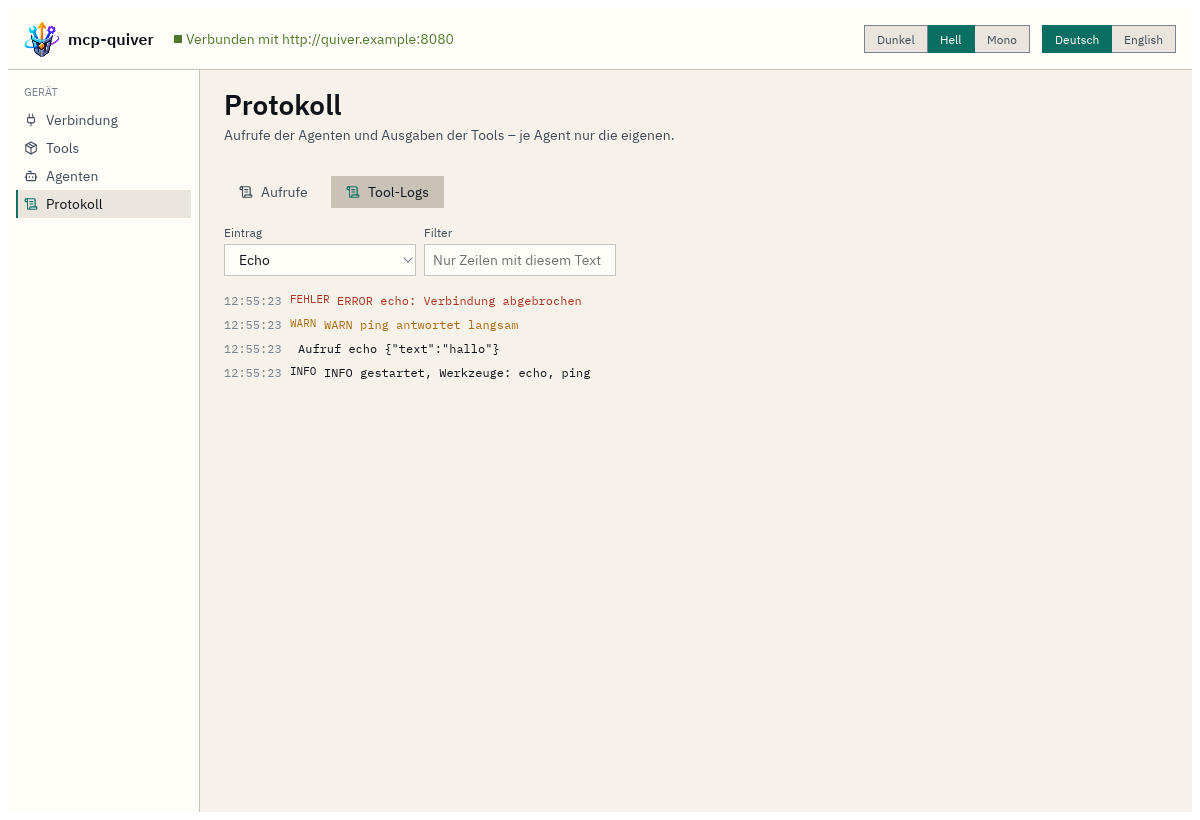 mcp-quiver
Verbunden mit http://quiver.example:8080
Dunkel Hell Mono Deutsch English
GERÄT
Verbindung
Tools
Agenten
Protokoll
Protokoll
Aufrufe der Agenten und Ausgaben der Tools – je Agent nur die eigenen.
Aufrufe Tool-Logs
Eintrag Filter
Echo Nur Zeilen mit diesem Text
12:55:23 FEHLER ERROR echo: Verbindung abgebrochen
12:55:23 WARN WARN ping antwortet langsam
12:55:23 Aufruf echo {"text":"hallo"}
12:55:23 INFO INFO gestartet, Werkzeuge: echo, ping